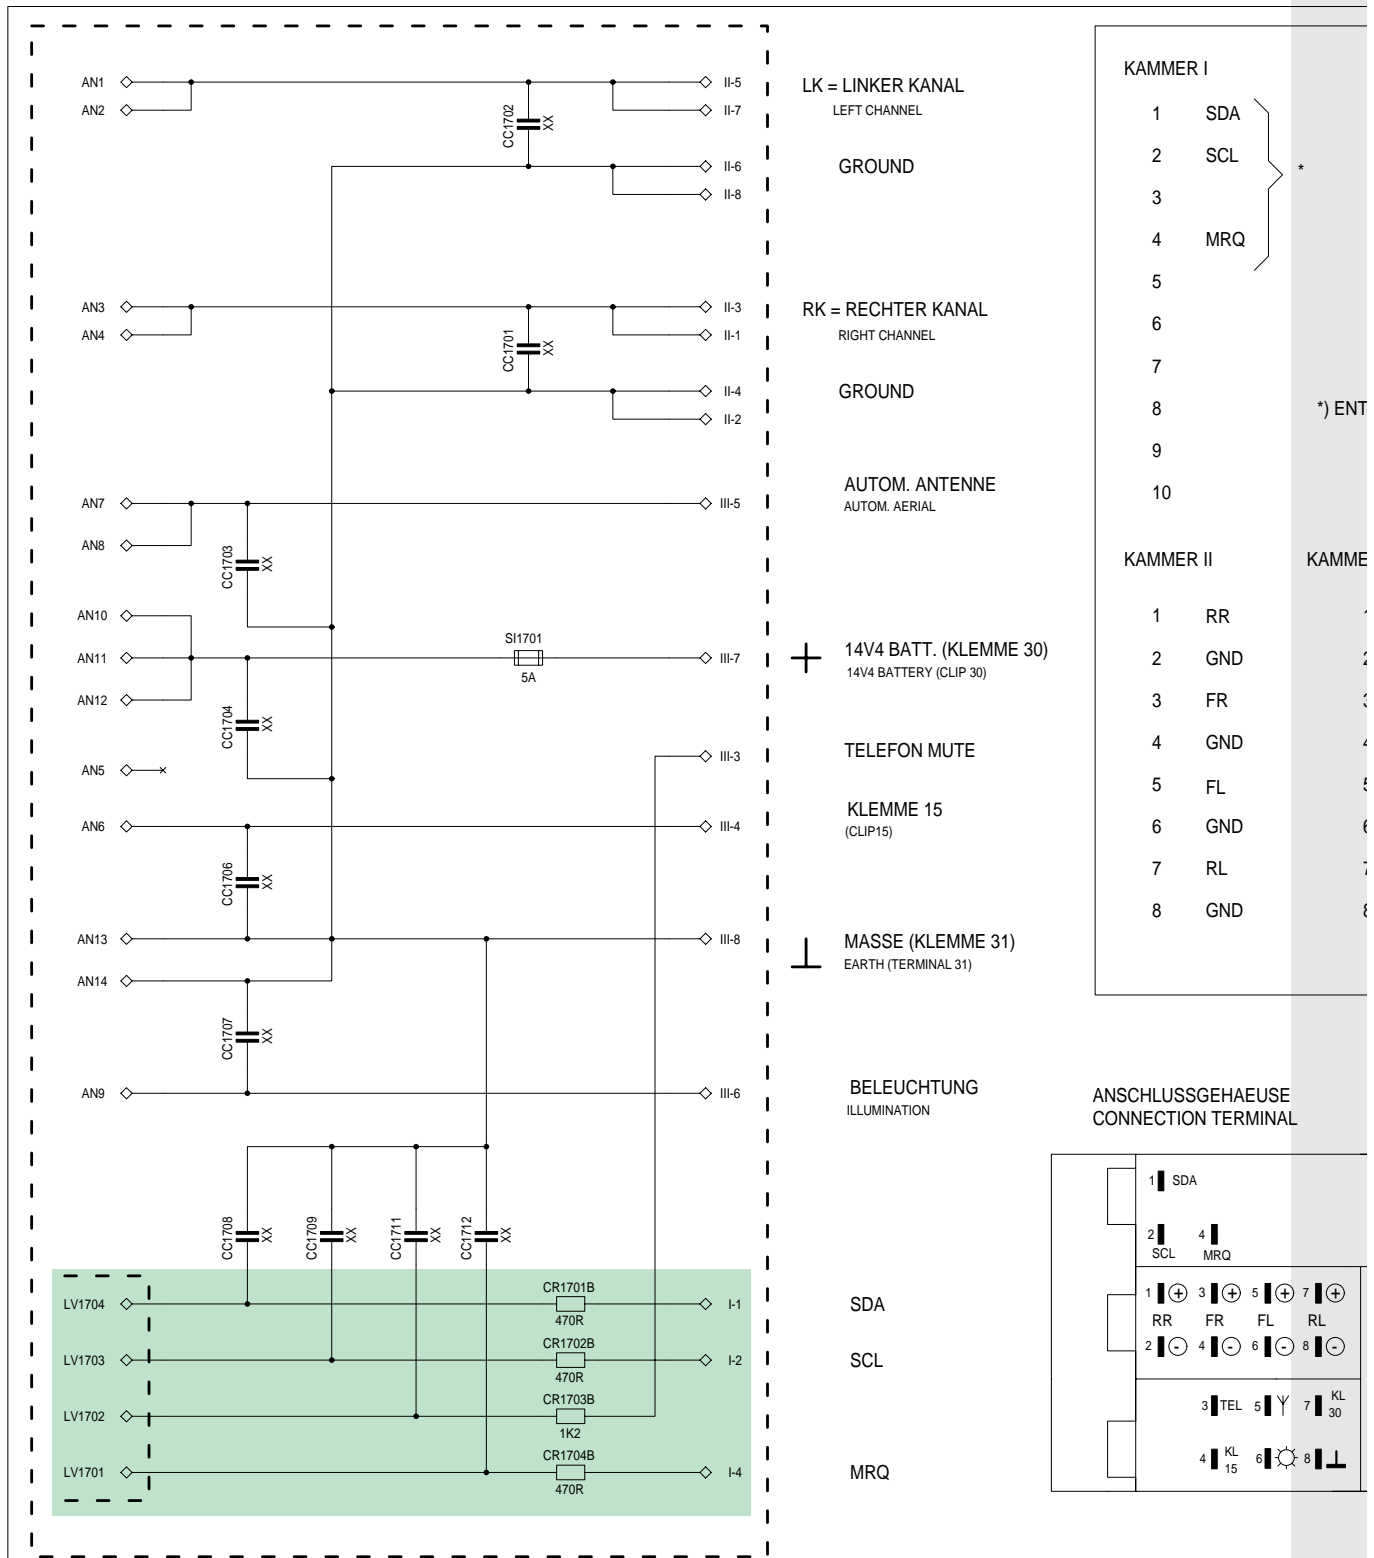 AN1
II-5
LK = LINKER KANAL
AN2
II-7
LEFT CHANNEL
CC1702
XX
II-6
GROUND
II-8
AN3
II-3
RK = RECHTER KANAL
AN4
II-1
RIGHT CHANNEL
CC1701
XX
II-4
GROUND
II-2
AN7
III-5
AUTOM. ANTENNE
AUTOM. AERIAL
AN8
CC1703
XX
AN10
SI1701
AN11
5A
III-7
14V4 BATT. (KLEMME 30)
14V4 BATTERY (CLIP 30)
AN12
CC1704
XX
III-3
TELEFON MUTE
AN5
AN6
III-4
KLEMME 15
(CLIP15)
CC1706
XX
AN13
III-8
MASSE (KLEMME 31)
EARTH (TERMINAL 31)
AN14
CC1707
XX
AN9
III-6
BELEUCHTUNG
ILLUMINATION
CC1708
XX
CC1709
XX
CC1711
XX
CC1712
XX
LV1704
CR1701B
470R
I-1
SDA
LV1703
CR1702B
470R
I-2
SCL
LV1702
CR1703B
1K2
LV1701
CR1704B
470R
I-4
MRQ
KAMMER I
1 SDA
2 SCL
*
3
4 MRQ
5
6
7
8
*) ENT
9
10
KAMMER II
KAMME
1 RR
2 GND
2
3 FR
4 GND
5 FL
6 GND
7 RL
8 GND
ANSCHLUSSGEHAEUSE
CONNECTION TERMINAL
1 SDA
2 4
SCL MRQ
1 + 3 + 5 + 7 +
RR FR FL RL
2 - 4 - 6 - 8 -
3 TEL 5 7 KL
30
4 KL 6 8
15